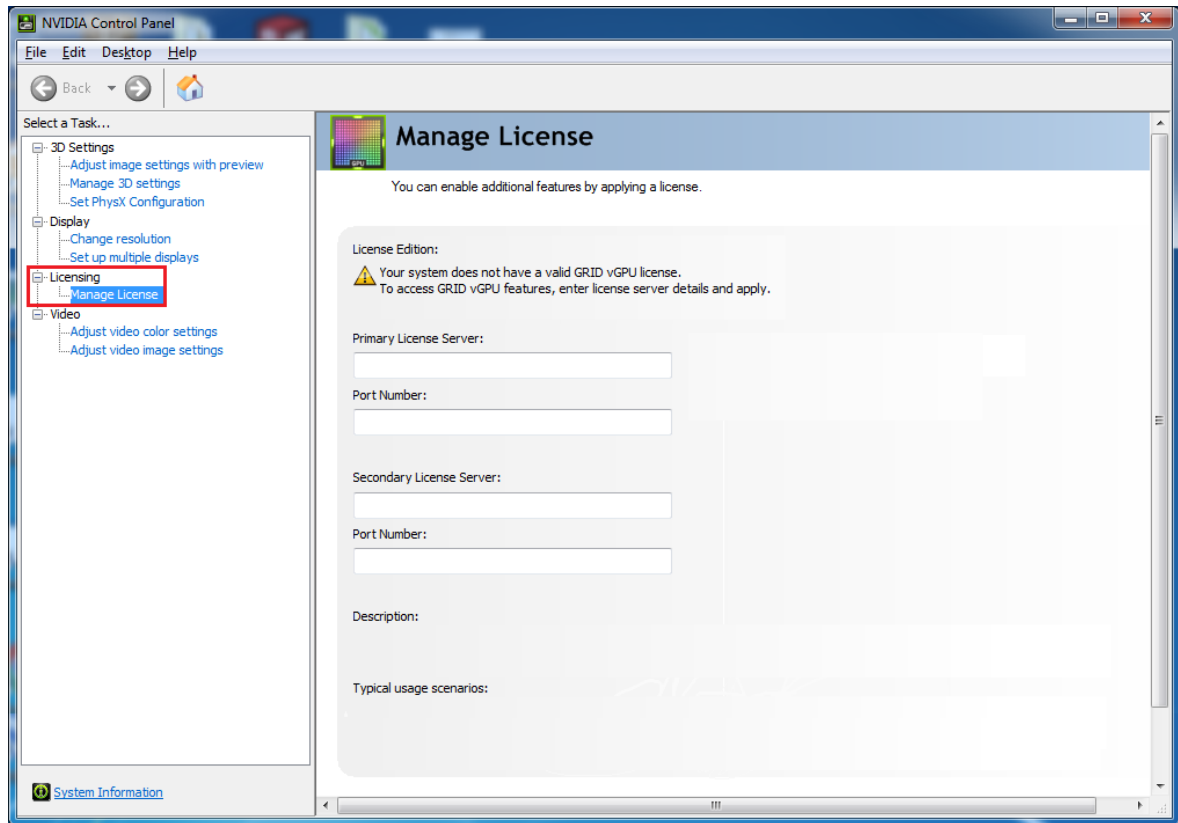 NVIDIA Control Panel
File Edit Desktop Help
Back
Select a Task...
3D Settings
Adjust image settings with preview
Manage 3D settings
Set PhysX Configuration
Display
Change resolution
Set up multiple displays
Licensing
Manage License
Video
Adjust video color settings
Adjust video image settings
System Information
GPU
Manage License
You can enable additional features by applying a license.
License Edition:
Your system does not have a valid GRID vGPU license.
To access GRID vGPU features, enter license server details and apply.
Primary License Server:
Port Number:
Secondary License Server:
Port Number:
Description:
Typical usage scenarios: